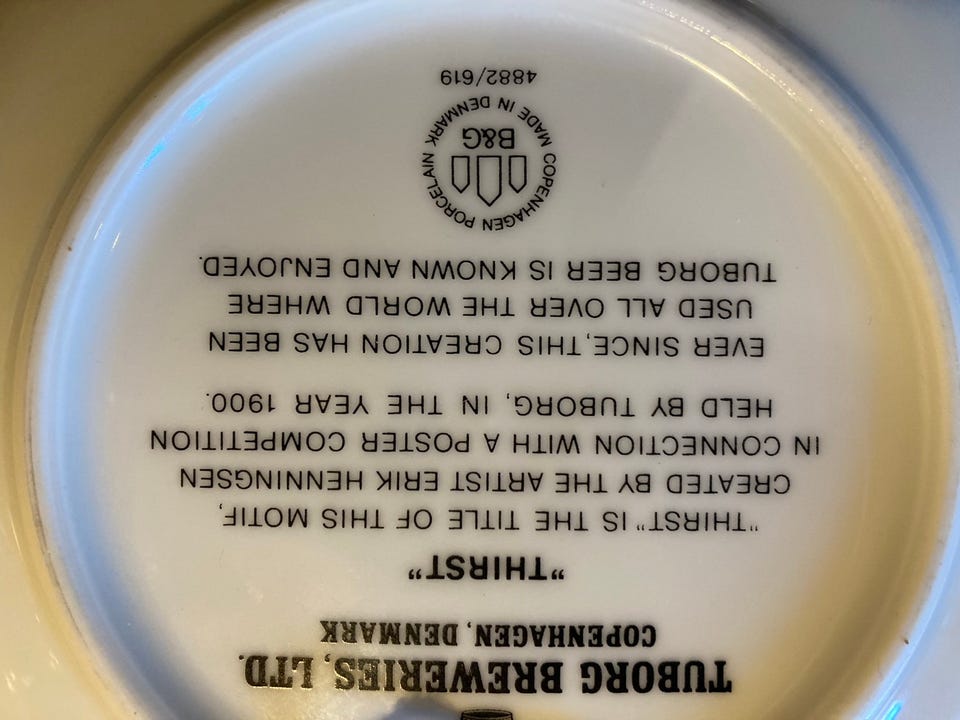 TUBORG BREWERIES, LTD.
COPENHAGEN, DENMARK
"THIRST"
"THIRST" IS THE TITLE OF THIS MOTIF,
CREATED BY THE ARTIST ERIK HENNINGSEN
IN CONNECTION WITH A POSTER COMPETITION
HELD BY TUBORG, IN THE YEAR 1900.
EVER SINCE, THIS CREATION HAS BEEN
USED ALL OVER THE WORLD WHERE
TUBORG BEER IS KNOWN AND ENJOYED.
COPENHAGEN PORCELAIN
B&G
MADE IN DENMARK
4882/619